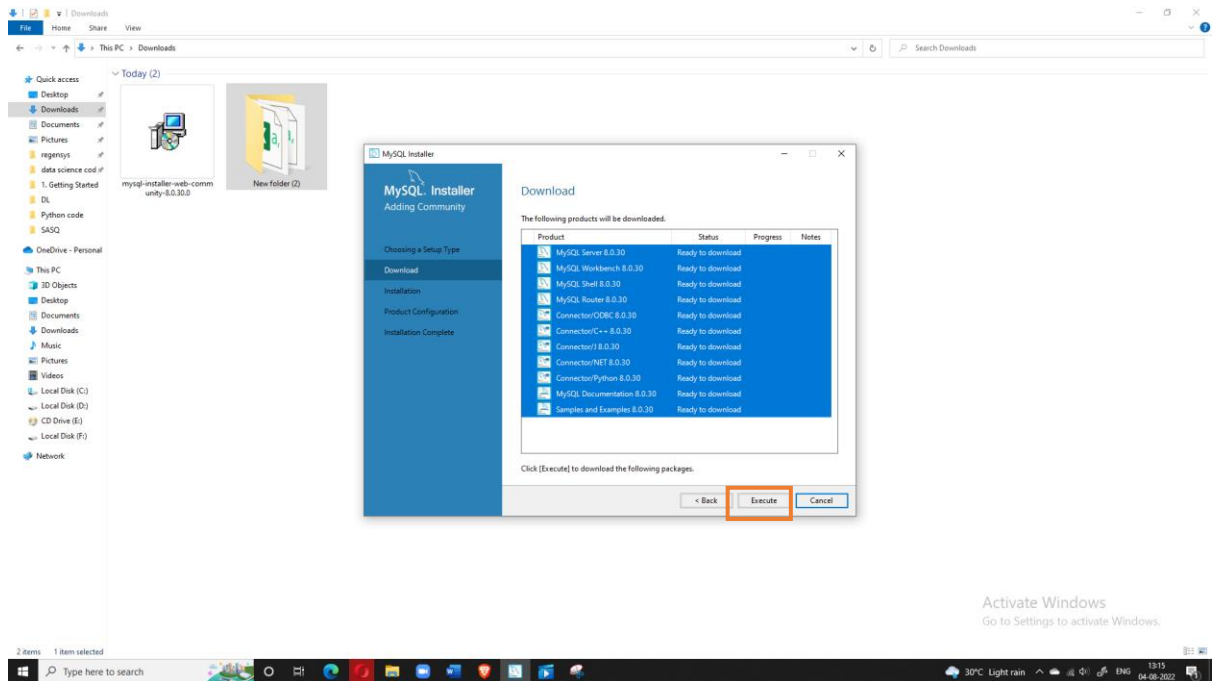 Downloads
File Home Share View
This PC › Downloads
Search Downloads
Quick access
Desktop
Downloads
Documents
Pictures
regensys
data science cod
1. Getting Started
DL
Python code
SASQ
OneDrive - Personal
This PC
3D Objects
Desktop
Documents
Downloads
Music
Pictures
Videos
Local Disk (C:)
Local Disk (D:)
CD Drive (E:)
Local Disk (F:)
Network
Today (2)
mysql-installer-web-comm
unity-8.0.30.0
New folder (2)
MySQL Installer
MySQL. Installer
Adding Community
Choosing a Setup Type
Download
Installation
Product Configuration
Installation Complete
Download
The following products will be downloaded.
Product Status Progress Notes
MySQL Server 8.0.30 Ready to download
MySQL Workbench 8.0.30 Ready to download
MySQL Shell 8.0.30 Ready to download
MySQL Router 8.0.30 Ready to download
Connector/ODBC 8.0.30 Ready to download
Connector/C++ 8.0.30 Ready to download
Connector/J 8.0.30 Ready to download
Connector/NET 8.0.30 Ready to download
Connector/Python 8.0.30 Ready to download
MySQL Documentation 8.0.30 Ready to download
Samples and Examples 8.0.30 Ready to download
Click [Execute] to download the following packages.
< Back Execute Cancel
Activate Windows
Go to Settings to activate Windows.
2 items 1 item selected
Type here to search
30°C Light rain ENG 13:15
04-08-2022